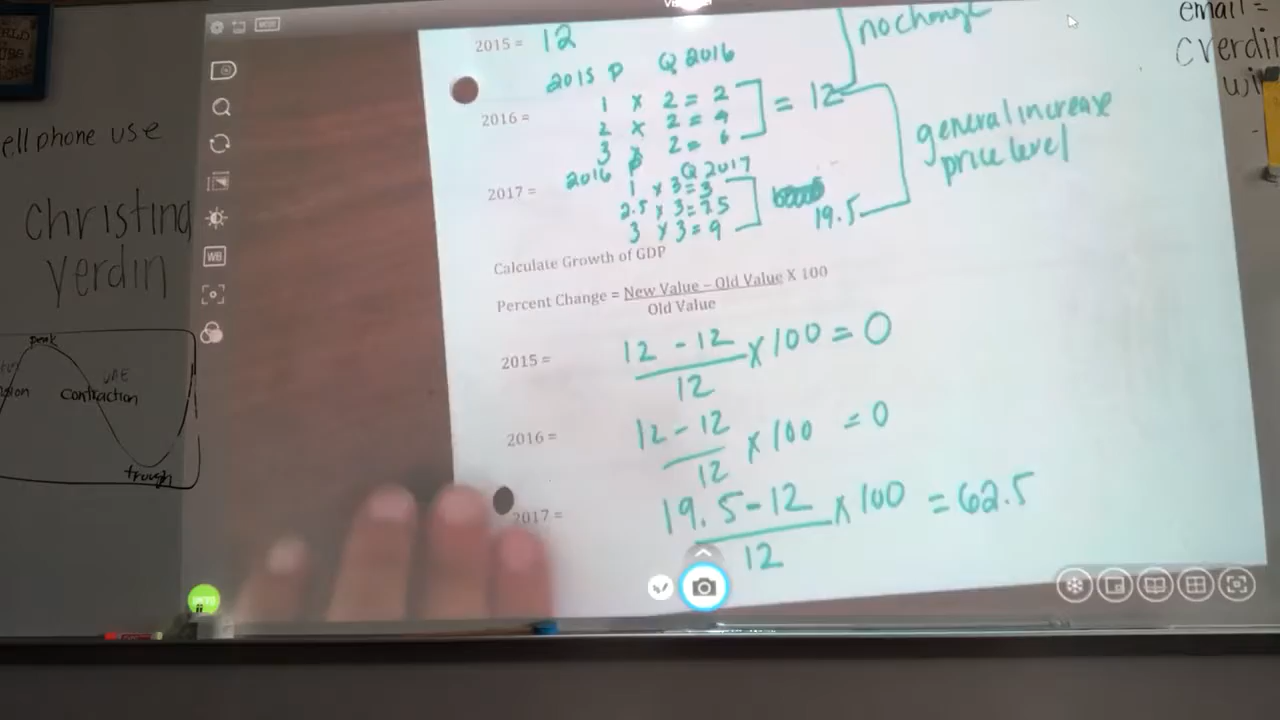 email =
no change
2015 = 12
2015 P Q 2016
1 x 2 = 2
2016 = 2 x 2 = 4 = 12
3 x 2 = 6
general increase
price level
2016 P Q 2017
2017 = 1 x 3 = 3
2.5 x 3 = 7.5 19.5
3 x 3 = 9
Calculate Growth of GDP
Percent Change = New Value – Old Value X 100
Old Value
2015 = 12 - 12 x 100 = 0
12
2016 = 12 - 12 x 100 = 0
12
2017 = 19.5 - 12 x 100 = 62.5
12
ell phone use
christina
verdin
peak
contraction
trough
cverdin
WB